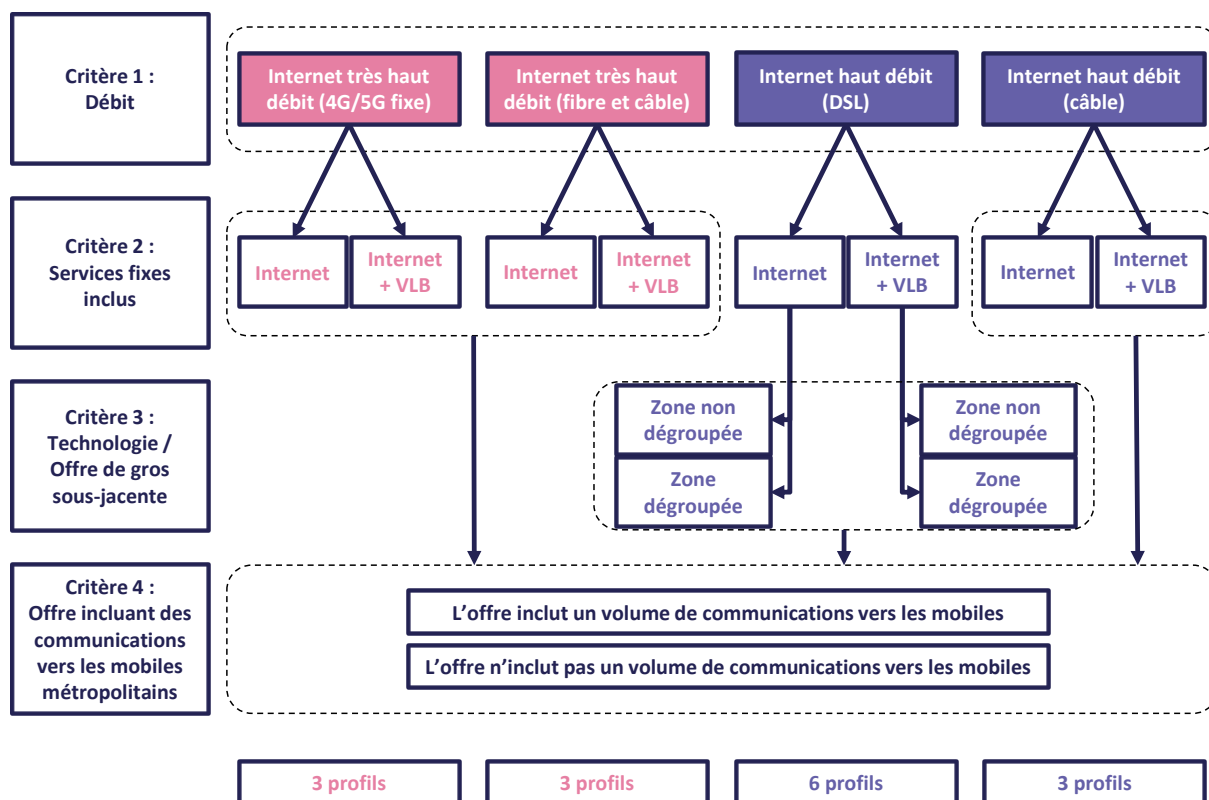 Critère 1 :
Débit
Internet très haut
débit (4G/5G fixe)
Internet très haut
débit (fibre et câble)
Internet haut débit
(DSL)
Internet haut débit
(câble)
Critère 2 :
Services fixes
inclus
Internet
Internet
+ VLB
Internet
Internet
+ VLB
Internet
Internet
+ VLB
Internet
Internet
+ VLB
Critère 3 :
Technologie /
Offre de gros
sous-jacente
Zone non
dégroupée
Zone
dégroupée
Zone non
dégroupée
Zone
dégroupée
Critère 4 :
Offre incluant des
communications
vers les mobiles
métropolitains
L'offre inclut un volume de communications vers les mobiles
L'offre n'inclut pas un volume de communications vers les mobiles
3 profils
3 profils
6 profils
3 profils